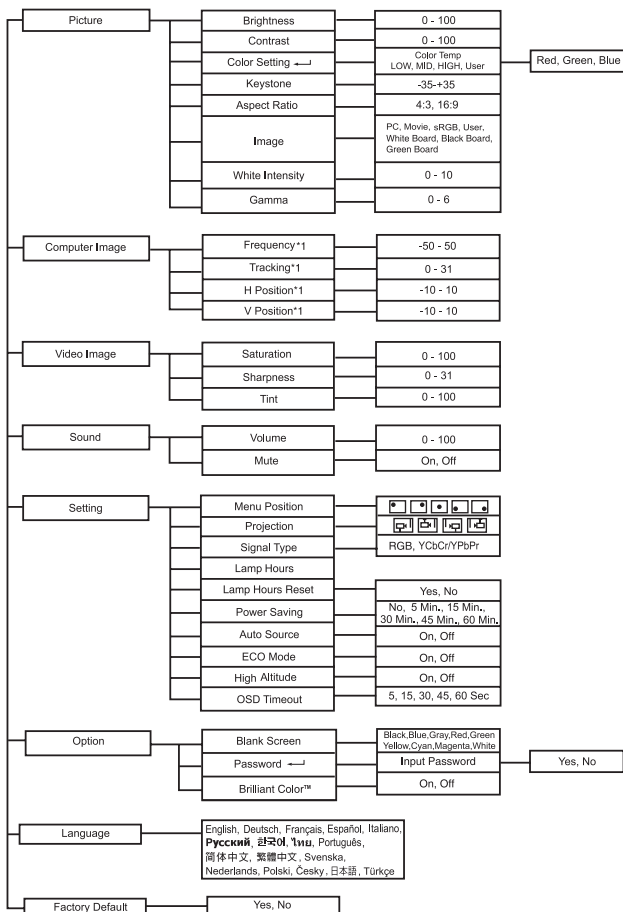 Picture
Brightness
0 - 100
Contrast
0 - 100
Color Setting
Color Temp
LOW, MID, HIGH, User
Red, Green, Blue
Keystone
-35-+35
Aspect Ratio
4:3, 16:9
Image
PC, Movie, sRGB, User,
White Board, Black Board,
Green Board
White Intensity
0 - 10
Gamma
0 - 6
Computer Image
Frequency*1
-50 - 50
Tracking*1
0 - 31
H Position*1
-10 - 10
V Position*1
-10 - 10
Video Image
Saturation
0 - 100
Sharpness
0 - 31
Tint
0 - 100
Sound
Volume
0 - 100
Mute
On, Off
Setting
Menu Position
Projection
Signal Type
RGB, YCbCr/YPbPr
Lamp Hours
Lamp Hours Reset
Yes, No
Power Saving
No, 5 Min., 15 Min.,
30 Min., 45 Min., 60 Min.
Auto Source
On, Off
ECO Mode
On, Off
High Altitude
On, Off
OSD Timeout
5, 15, 30, 45, 60 Sec
Option
Blank Screen
Black,Blue,Gray,Red,Green
Yellow,Cyan,Magenta,White
Password
Input Password
Yes, No
Brilliant Color™
On, Off
Language
English, Deutsch, Français, Español, Italiano,
Русский, 한국어, ไทย, Português,
简体中文, 繁體中文, Svenska,
Nederlands, Polski, Česky, 日本語, Türkçe
Factory Default
Yes, No